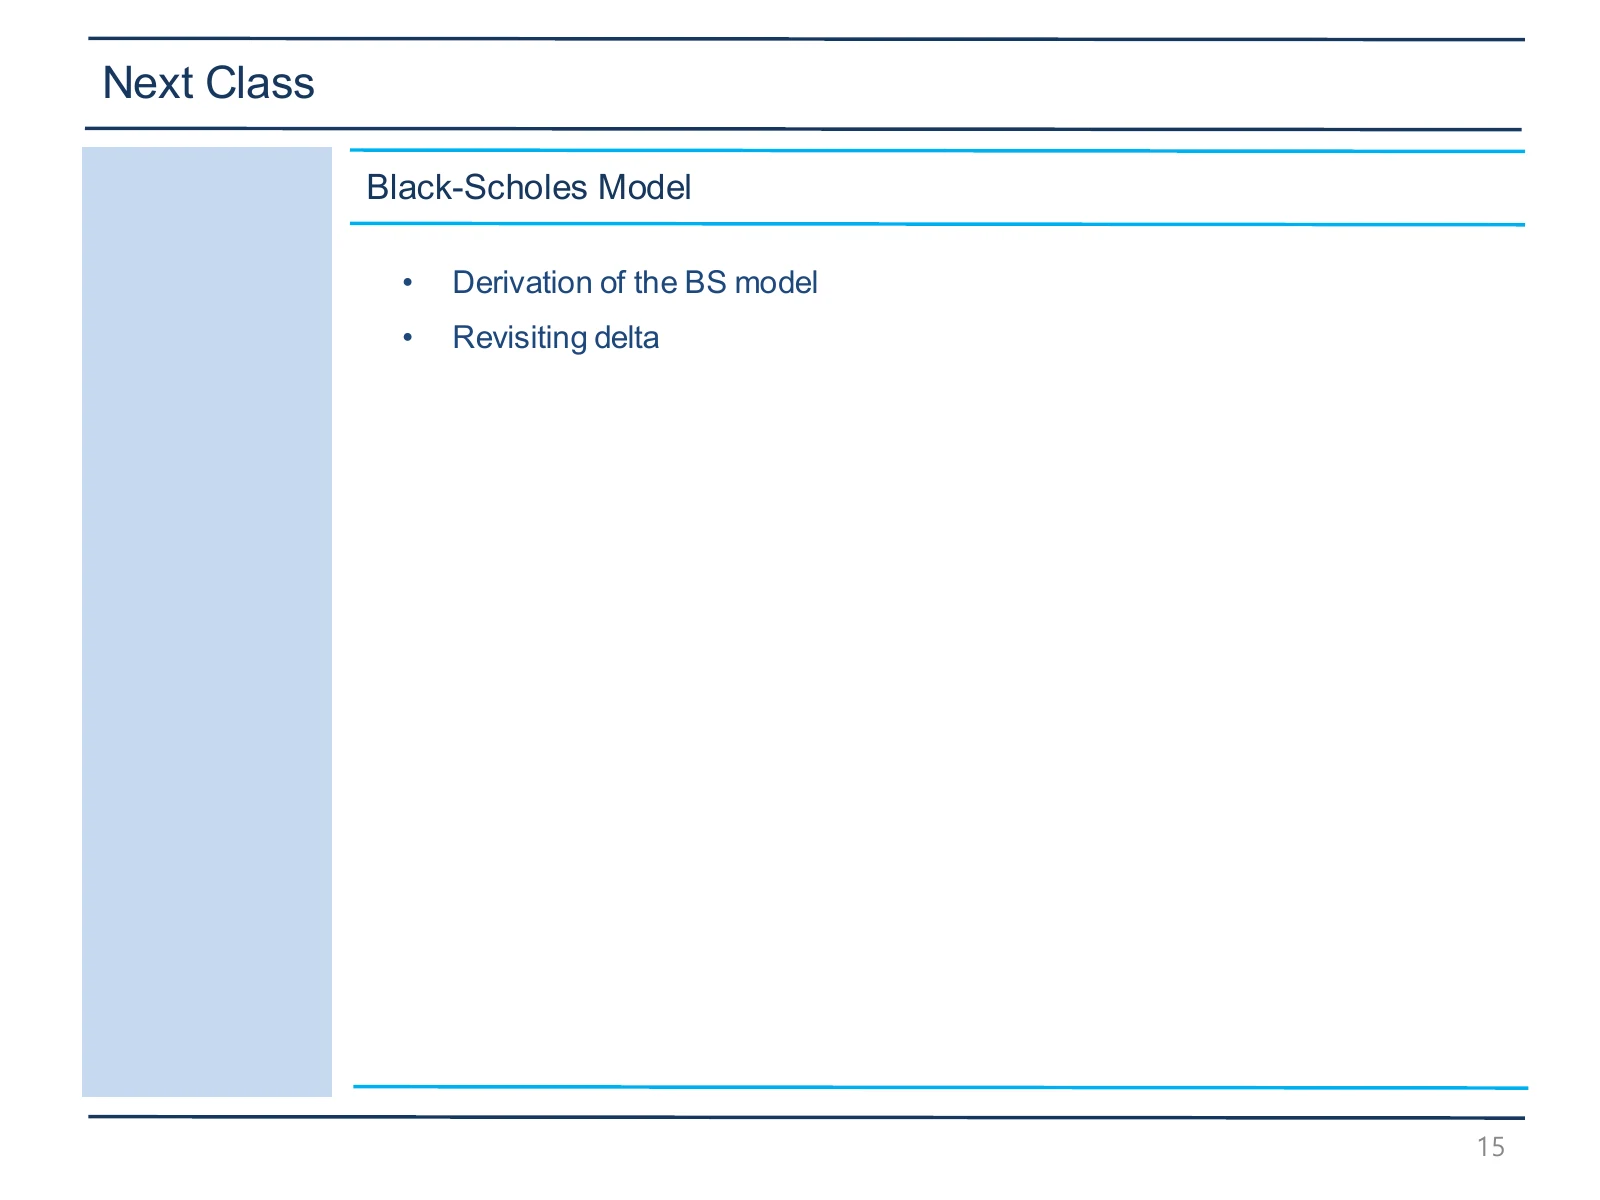 Next Class
Black-Scholes Model
• Derivation of the BS model
• Revisiting delta
15